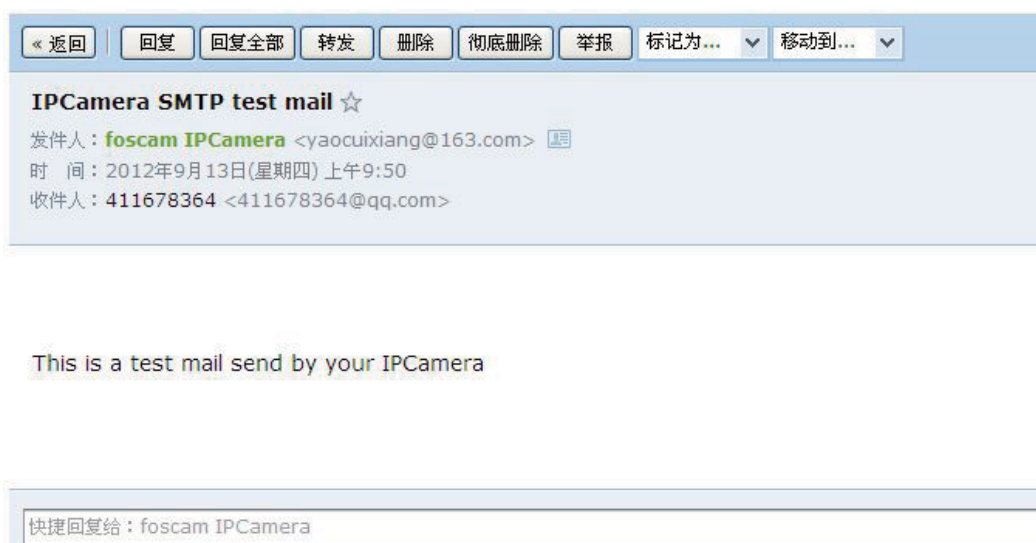 « 返回 回复 回复全部 转发 删除 彻底删除 举报 标记为... 移动到...
IPCamera SMTP test mail ☆
发件人：foscam IPCamera <yaocuixiang@163.com>
时 间：2012年9月13日(星期四) 上午9:50
收件人：411678364 <411678364@qq.com>
This is a test mail send by your IPCamera
快捷回复给：foscam IPCamera